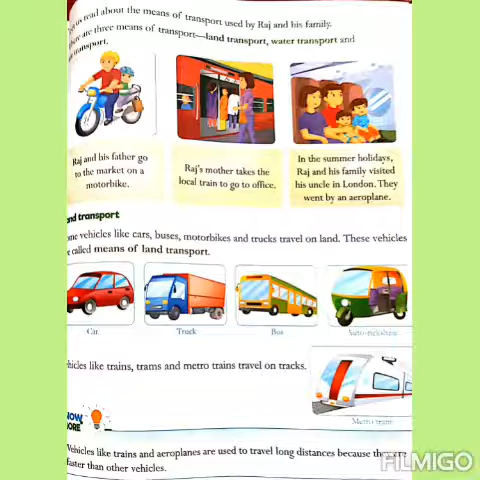 us read about the means of transport used by Raj and his family.
are three means of transport—land transport, water transport and
transport.
Raj and his father go
to the market on a
motorbike.
Raj's mother takes the
local train to go to office.
In the summer holidays,
Raj and his family visited
his uncle in London. They
went by an aeroplane.
nd transport
me vehicles like cars, buses, motorbikes and trucks travel on land. These vehicles
called means of land transport.
Car
Truck
Bus
Auto-rickshaw
hicles like trains, trams and metro trains travel on tracks.
Metro train
NOW
ORE
Vehicles like trains and aeroplanes are used to travel long distances because they are
faster than other vehicles.
FILMIGO